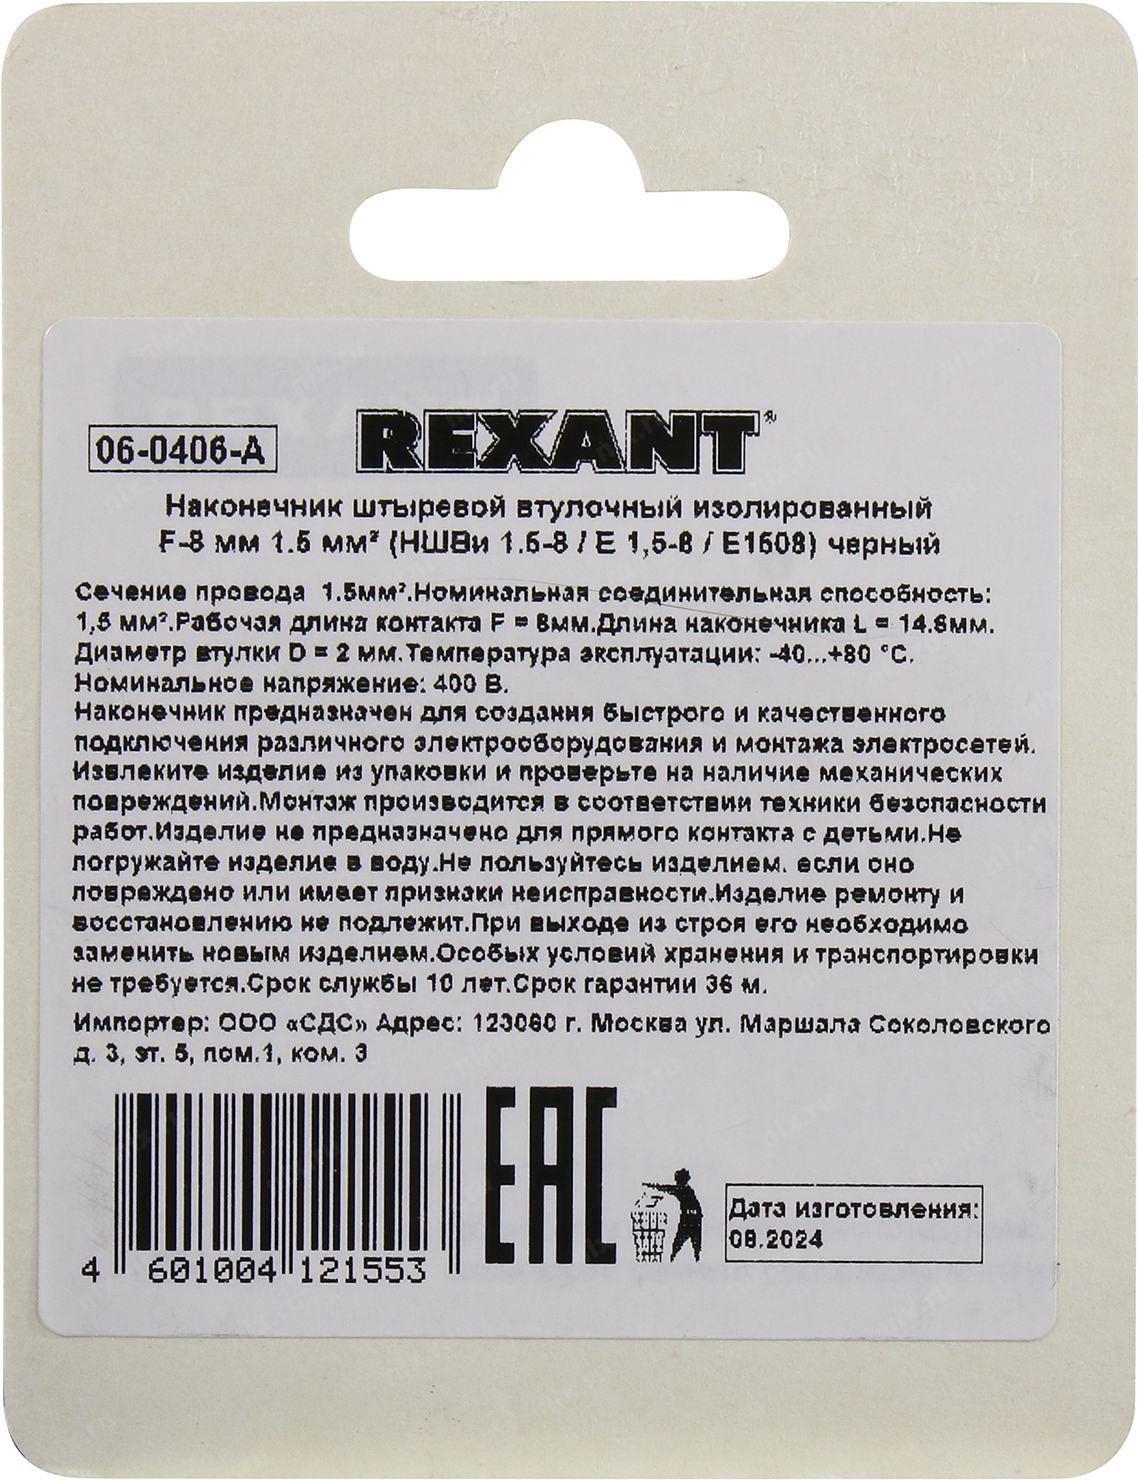 06-0406-A
REXANT®
Наконечник штыревой втулочный изолированный
F-8 мм 1.5 мм² (НШВи 1.5-8 / E 1,5-8 / E1508) черный
Сечение провода 1.5мм².Номинальная соединительная способность:
1,5 мм².Рабочая длина контакта F = 8мм.Длина наконечника L = 14.6мм.
Диаметр втулки D = 2 мм.Температура эксплуатации: -40...+80 °C.
Номинальное напряжение: 400 В.
Наконечник предназначен для создания быстрого и качественного
подключения различного электрооборудования и монтажа электросетей.
Извлеките изделие из упаковки и проверьте на наличие механических
повреждений.Монтаж производится в соответствии техники безопасности
работ.Изделие не предназначено для прямого контакта с детьми.Не
погружайте изделие в воду.Не пользуйтесь изделием, если оно
повреждено или имеет признаки неисправности.Изделие ремонту и
восстановлению не подлежит.При выходе из строя его необходимо
заменить новым изделием.Особых условий хранения и транспортировки
не требуется.Срок службы 10 лет.Срок гарантии 36 м.
Импортер: ООО «СДС» Адрес: 123060 г. Москва ул. Маршала Соколовского
д. 3, эт. 5, пом.1, ком. 3
EAC
Дата изготовления:
08.2024
4 601004 121553